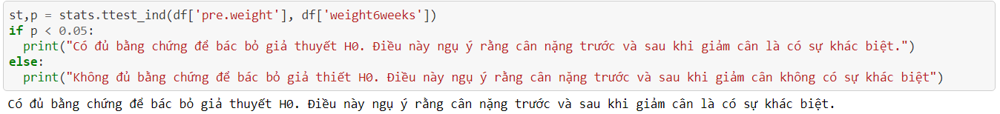 st,p = stats.ttest_ind(df['pre.weight'], df['weight6weeks'])
if p < 0.05:
  print("Có đủ bằng chứng để bác bỏ giả thuyết H0. Điều này ngụ ý rằng cân nặng trước và sau khi giảm cân là có sự khác biệt.")
else:
  print("Không đủ bằng chứng để bác bỏ giả thiết H0. Điều này ngụ ý rằng cân nặng trước và sau khi giảm cân không có sự khác biệt")
Có đủ bằng chứng để bác bỏ giả thuyết H0. Điều này ngụ ý rằng cân nặng trước và sau khi giảm cân là có sự khác biệt.